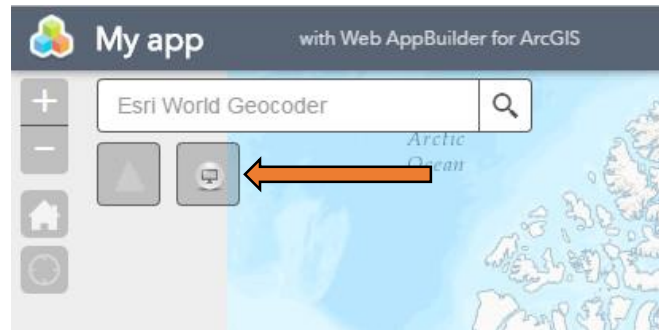 My app with Web AppBuilder for ArcGIS
Esri World Geocoder
Arctic
Ocean